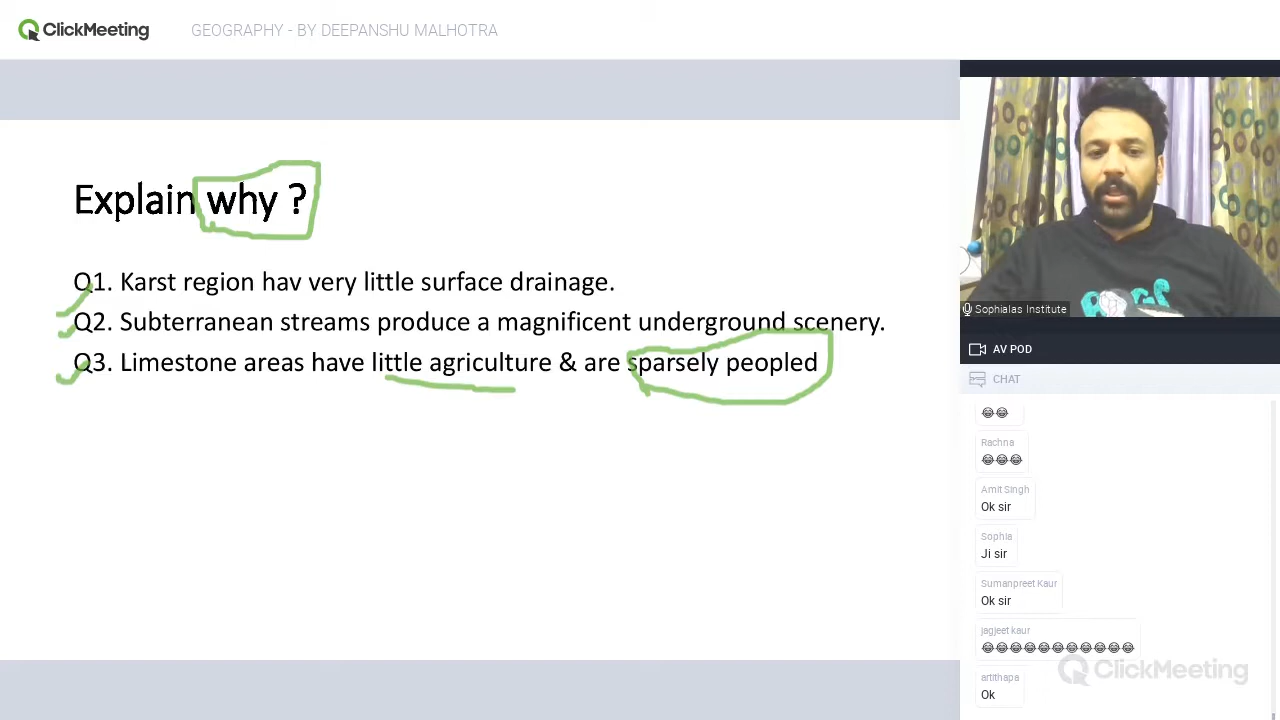 ClickMeeting
GEOGRAPHY - BY DEEPANSHU MALHOTRA
Explain why ?
Q1. Karst region hav very little surface drainage.
Q2. Subterranean streams produce a magnificent underground scenery.
Q3. Limestone areas have little agriculture & are sparsely peopled
Sophialas Institute
AV POD
CHAT
😂😂
Rachna
😂😂😂
Amit Singh
Ok sir
Sophia
Ji sir
Sumanpreet Kaur
Ok sir
jagjeet kaur
😂😂😂😂😂😂😂😂😂😂😂
ClickMeeting
artithapa
Ok